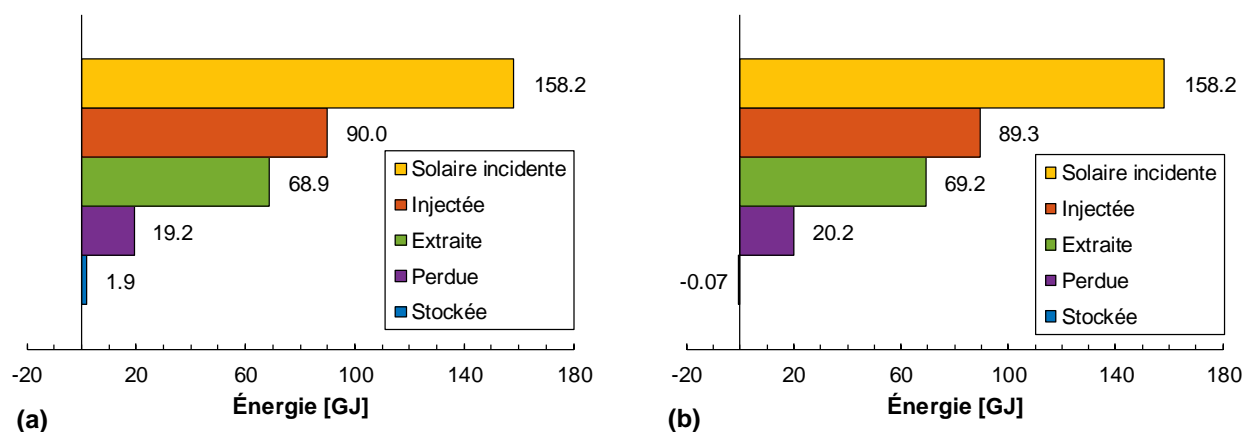 158.2
90.0
68.9
19.2
1.9
Solaire incidente
Injectée
Extraite
Perdue
Stockée
-20 20 60 100 140 180
Énergie [GJ]
(a)
158.2
89.3
69.2
20.2
-0.07
Solaire incidente
Injectée
Extraite
Perdue
Stockée
-20 20 60 100 140 180
Énergie [GJ]
(b)